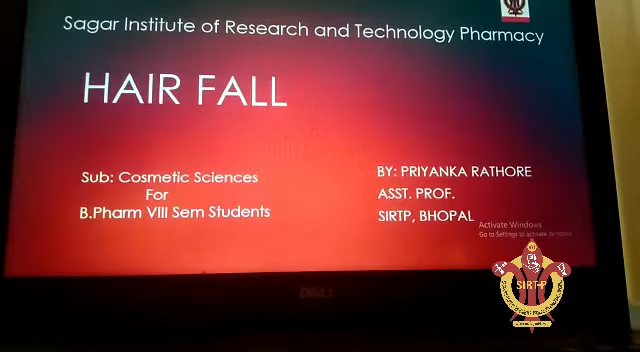 Sagar Institute of Research and Technology Pharmacy
HAIR FALL
Sub: Cosmetic Sciences
For
B.Pharm VIII Sem Students
BY: PRIYANKA RATHORE
ASST. PROF.
SIRTP, BHOPAL
Activate Windows
Go to Settings to activate Windows.
DELL
SIRT-P